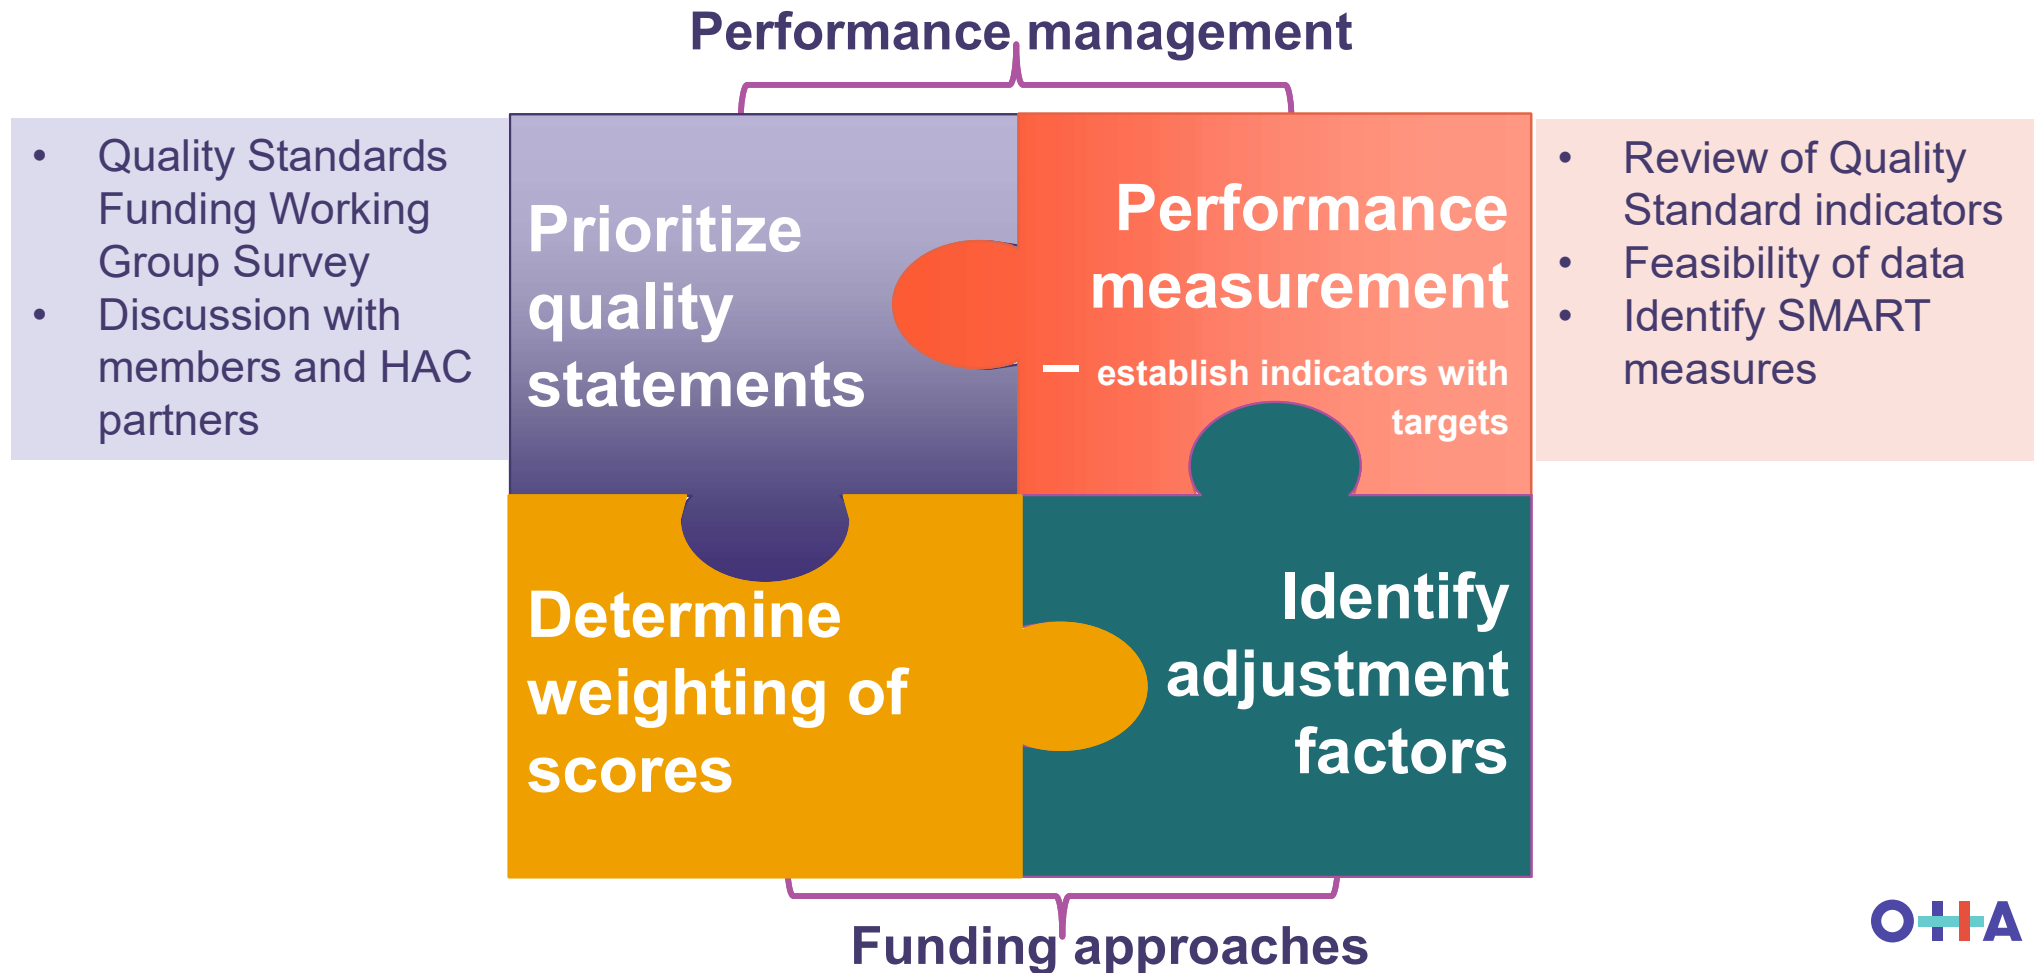 Performance management
• Quality Standards
Funding Working
Group Survey
• Discussion with
members and HAC
partners
Prioritize
quality
statements
Performance
measurement
– establish indicators with
targets
• Review of Quality
Standard indicators
• Feasibility of data
• Identify SMART
measures
Determine
weighting of
scores
Identify
adjustment
factors
Funding approaches
OHA